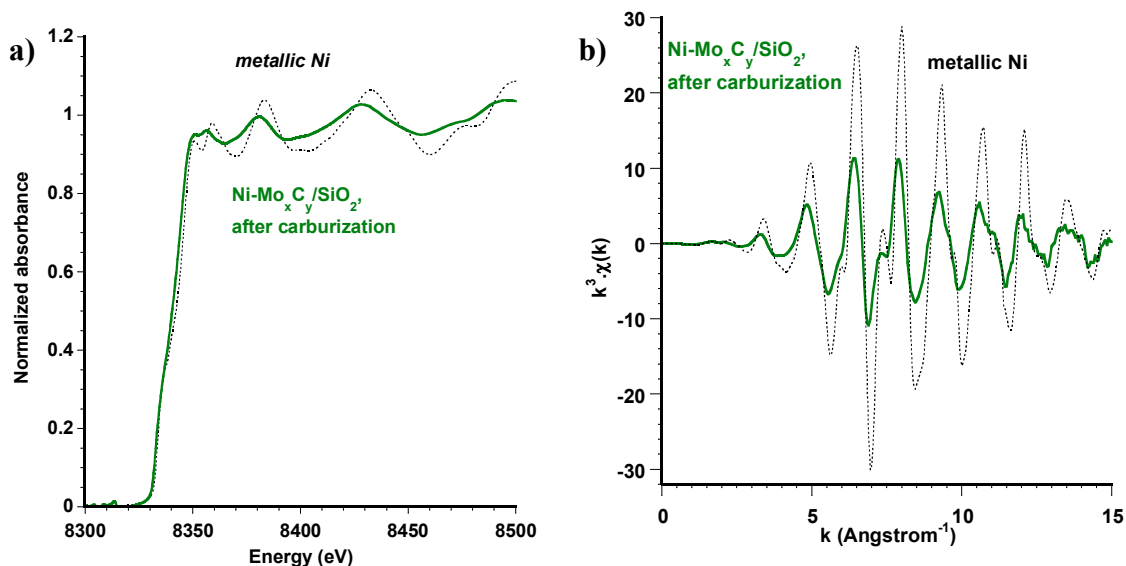 a)
metallic Ni
Ni-MoxCy/SiO2,
after carburization
Normalized absorbance
1.2
1
0.8
0.6
0.4
0.2
0
8300
8350
8400
8450
8500
Energy (eV)
b)
Ni-MoxCy/SiO2,
after carburization
metallic Ni
k3.χ(k)
30
20
10
0
-10
-20
-30
0
5
10
15
k (Angstrom-1)